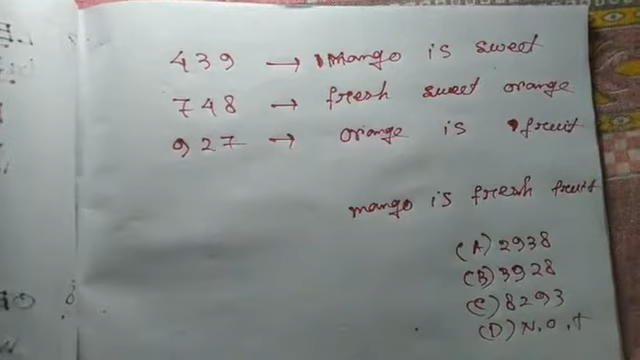 439 → Mango is sweet
748 → fresh sweet orange
927 → orange is fruit
mango is fresh fruit
(A) 2938
(B) 3928
(C) 8293
(D) N.O.T